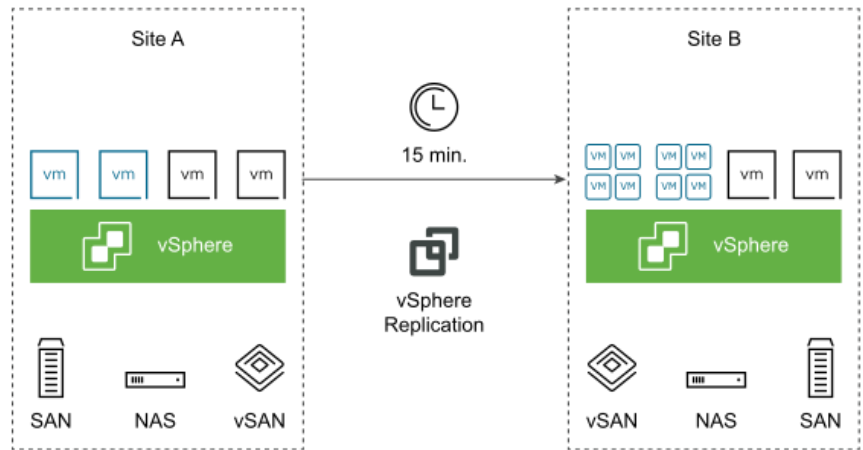 Site A
Site B
15 min.
vm vm vm vm
VM VM VM VM vm vm
VM VM VM VM
vSphere
vSphere
vSphere
Replication
SAN NAS vSAN
vSAN NAS SAN